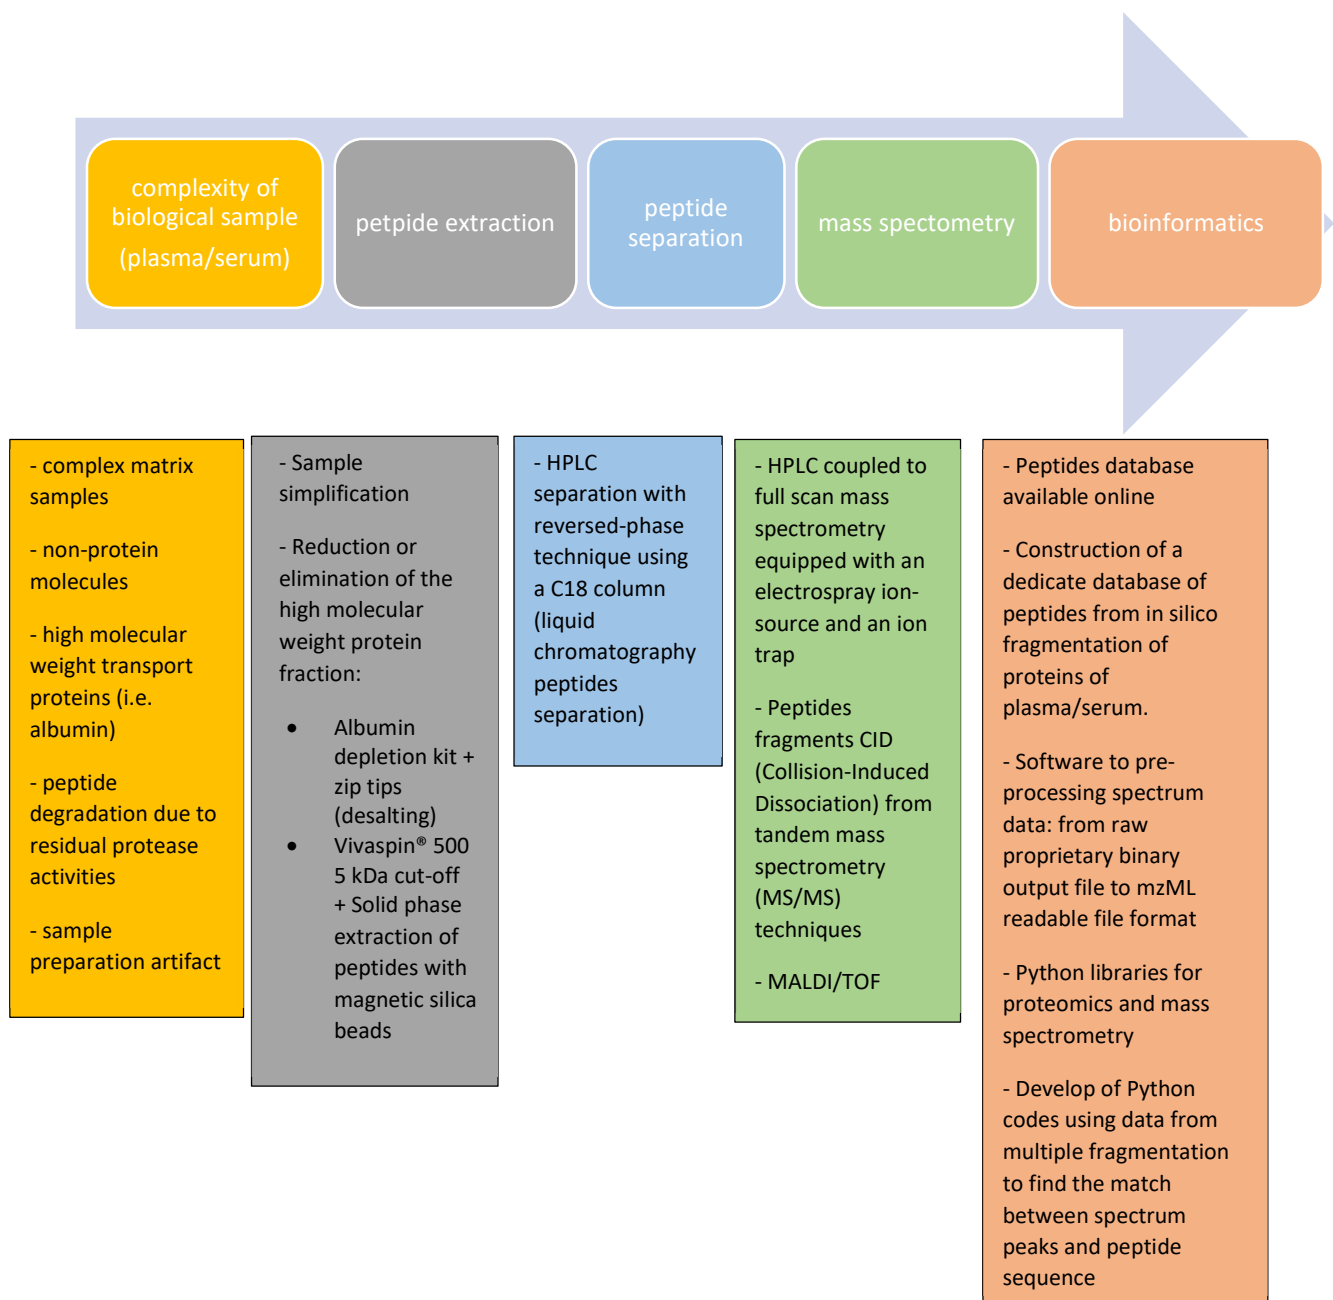 complexity of
biological sample
(plasma/serum)
petpide extraction
peptide
separation
mass spectometry
bioinformatics
- complex matrix
samples
- non-protein
molecules
- high molecular
weight transport
proteins (i.e.
albumin)
- peptide
degradation due to
residual protease
activities
- sample
preparation artifact
- Sample
simplification
- Reduction or
elimination of the
high molecular
weight protein
fraction:
• Albumin
depletion kit +
zip tips
(desalting)
• Vivaspin® 500
5 kDa cut-off
+ Solid phase
extraction of
peptides with
magnetic silica
beads
- HPLC
separation with
reversed-phase
technique using
a C18 column
(liquid
chromatography
peptides
separation)
- HPLC coupled to
full scan mass
spectrometry
equipped with an
electrospray ion-
source and an ion
trap
- Peptides
fragments CID
(Collision-Induced
Dissociation) from
tandem mass
spectrometry
(MS/MS)
techniques
- MALDI/TOF
- Peptides database
available online
- Construction of a
dedicate database of
peptides from in silico
fragmentation of
proteins of
plasma/serum.
- Software to pre-
processing spectrum
data: from raw
proprietary binary
output file to mzML
readable file format
- Python libraries for
proteomics and mass
spectrometry
- Develop of Python
codes using data from
multiple fragmentation
to find the match
between spectrum
peaks and peptide
sequence